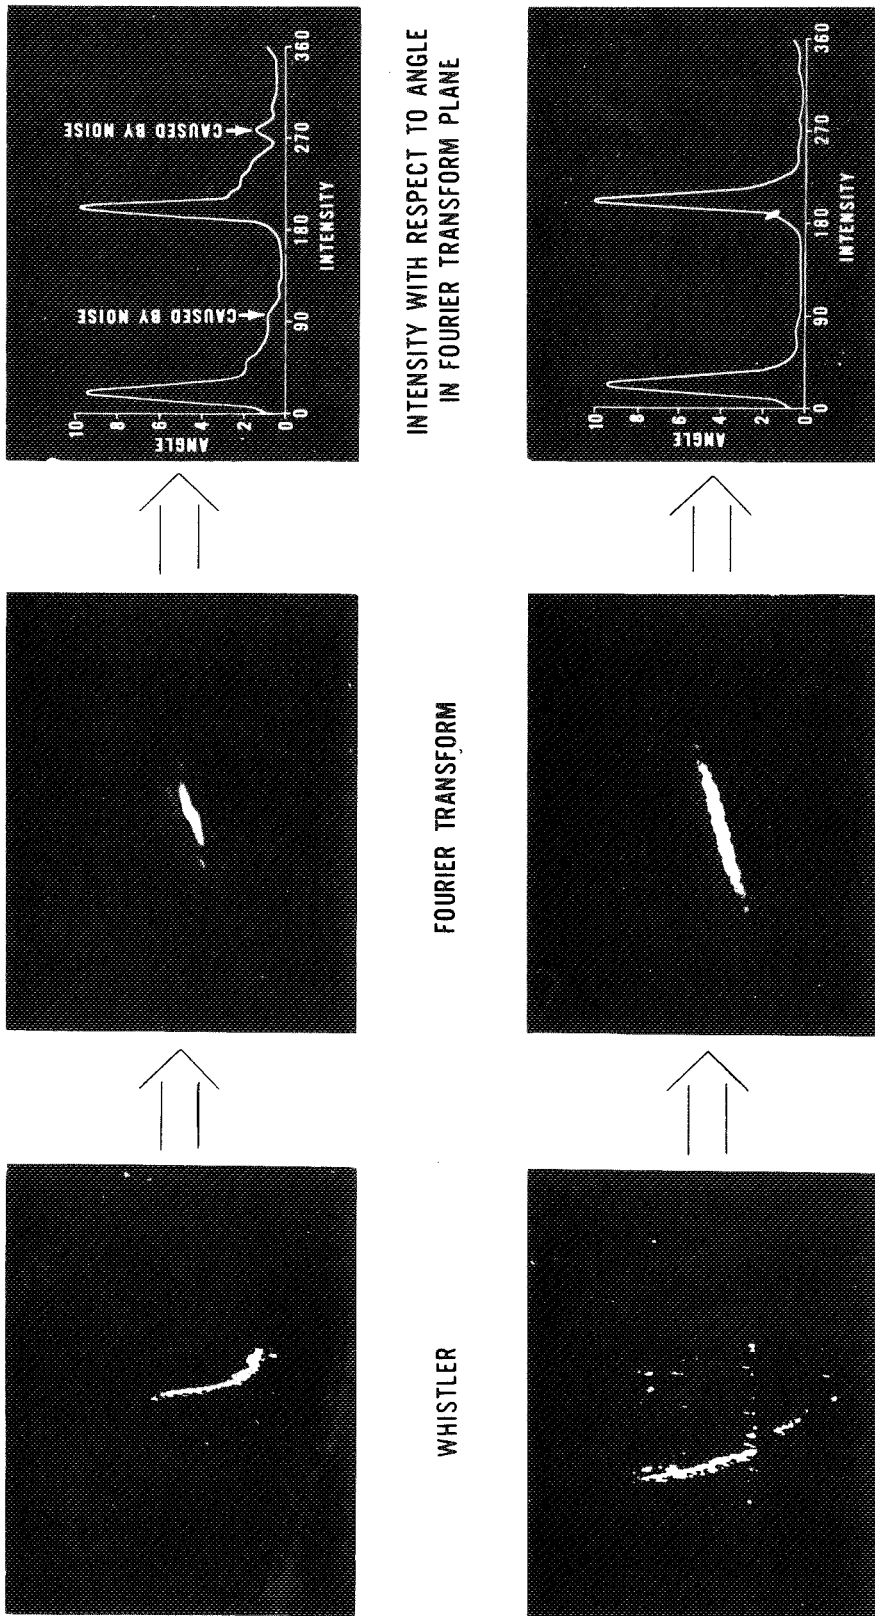 10
8
6
4
2
0
ANGLE
CAUSED BY NOISE
CAUSED BY NOISE
0 90 180 270 360
INTENSITY
WHISTLER
FOURIER TRANSFORM
INTENSITY WITH RESPECT TO ANGLE
IN FOURIER TRANSFORM PLANE
10
8
6
4
2
0
ANGLE
0 90 180 270 360
INTENSITY